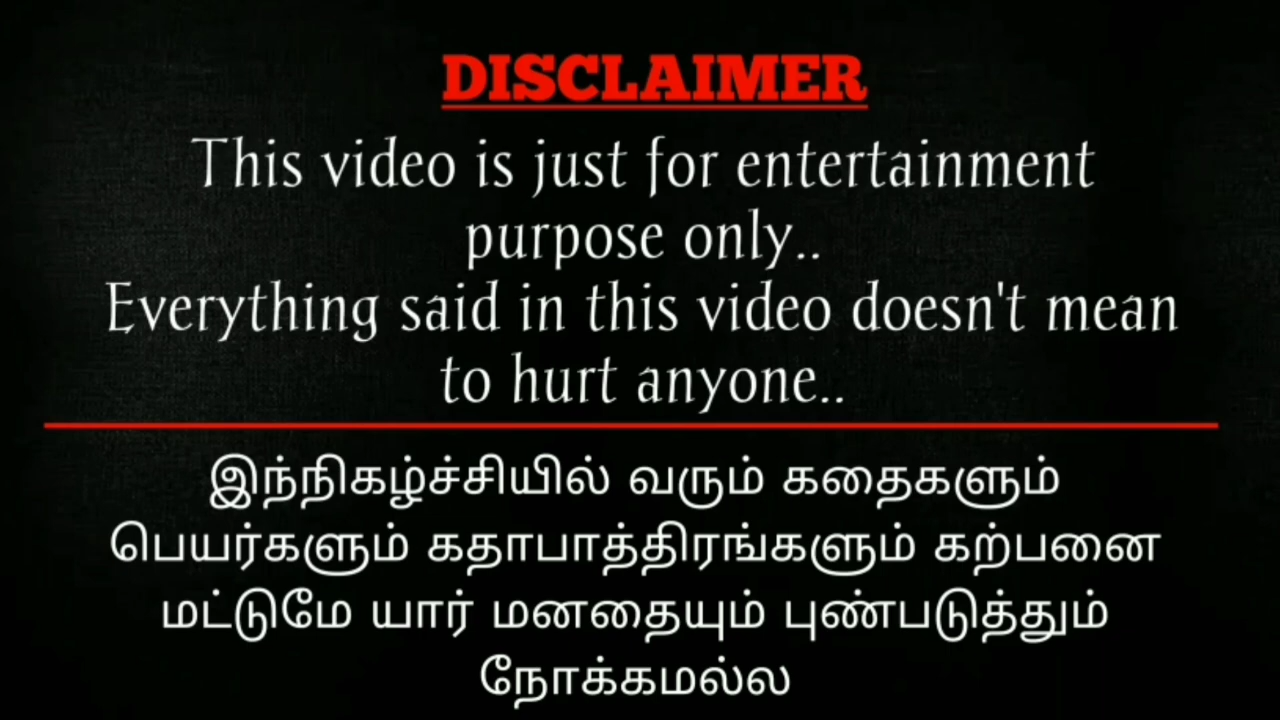 DISCLAIMER
This video is just for entertainment
purpose only..
Everything said in this video doesn't mean
to hurt anyone..
இந்நிகழ்ச்சியில் வரும் கதைகளும்
பெயர்களும் கதாபாத்திரங்களும் கற்பனை
மட்டுமே யார் மனதையும் புண்படுத்தும்
நோக்கமல்ல